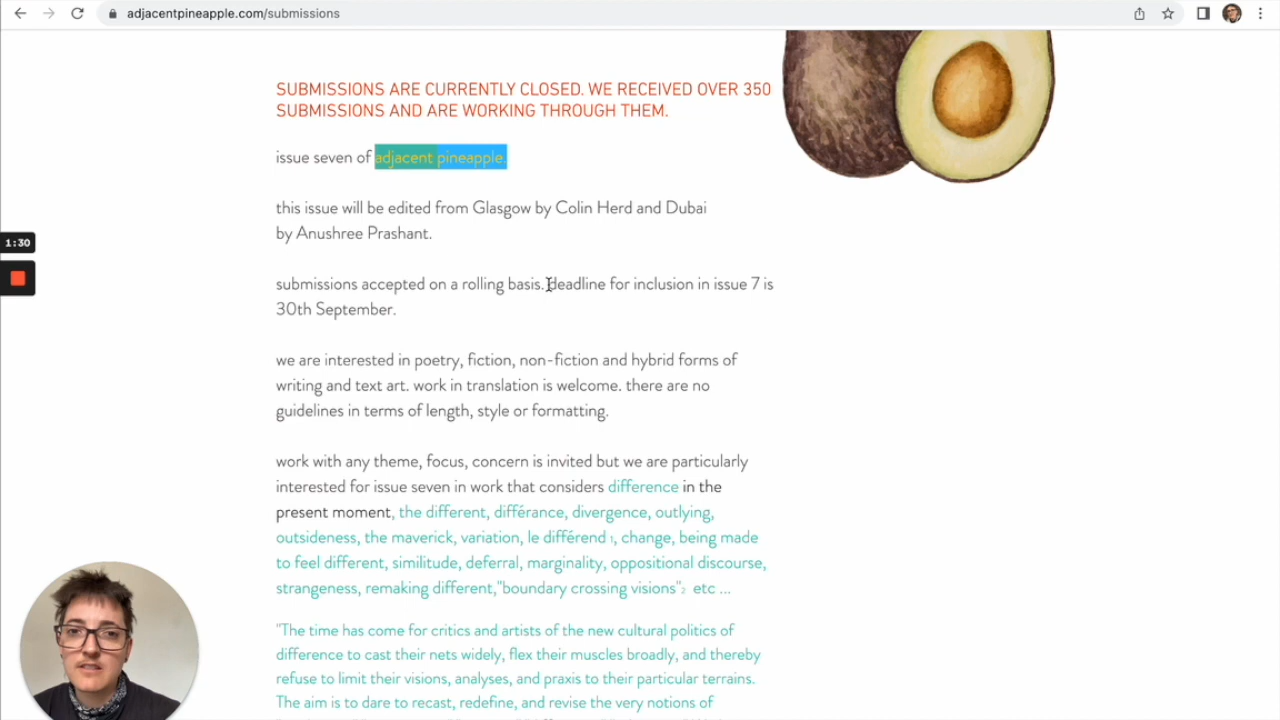 adjacentpineapple.com/submissions
SUBMISSIONS ARE CURRENTLY CLOSED. WE RECEIVED OVER 350
SUBMISSIONS AND ARE WORKING THROUGH THEM.
issue seven of adjacent pineapple.
this issue will be edited from Glasgow by Colin Herd and Dubai
by Anushree Prashant.
1:30
submissions accepted on a rolling basis. deadline for inclusion in issue 7 is
30th September.
we are interested in poetry, fiction, non-fiction and hybrid forms of
writing and text art. work in translation is welcome. there are no
guidelines in terms of length, style or formatting.
work with any theme, focus, concern is invited but we are particularly
interested for issue seven in work that considers difference in the
present moment, the different, différance, divergence, outlying,
outsideness, the maverick, variation, le différend 1, change, being made
to feel different, similitude, deferral, marginality, oppositional discourse,
strangeness, remaking different,"boundary crossing visions"2 etc ...
"The time has come for critics and artists of the new cultural politics of
difference to cast their nets widely, flex their muscles broadly, and thereby
refuse to limit their visions, analyses, and praxis to their particular terrains.
The aim is to dare to recast, redefine, and revise the very notions of